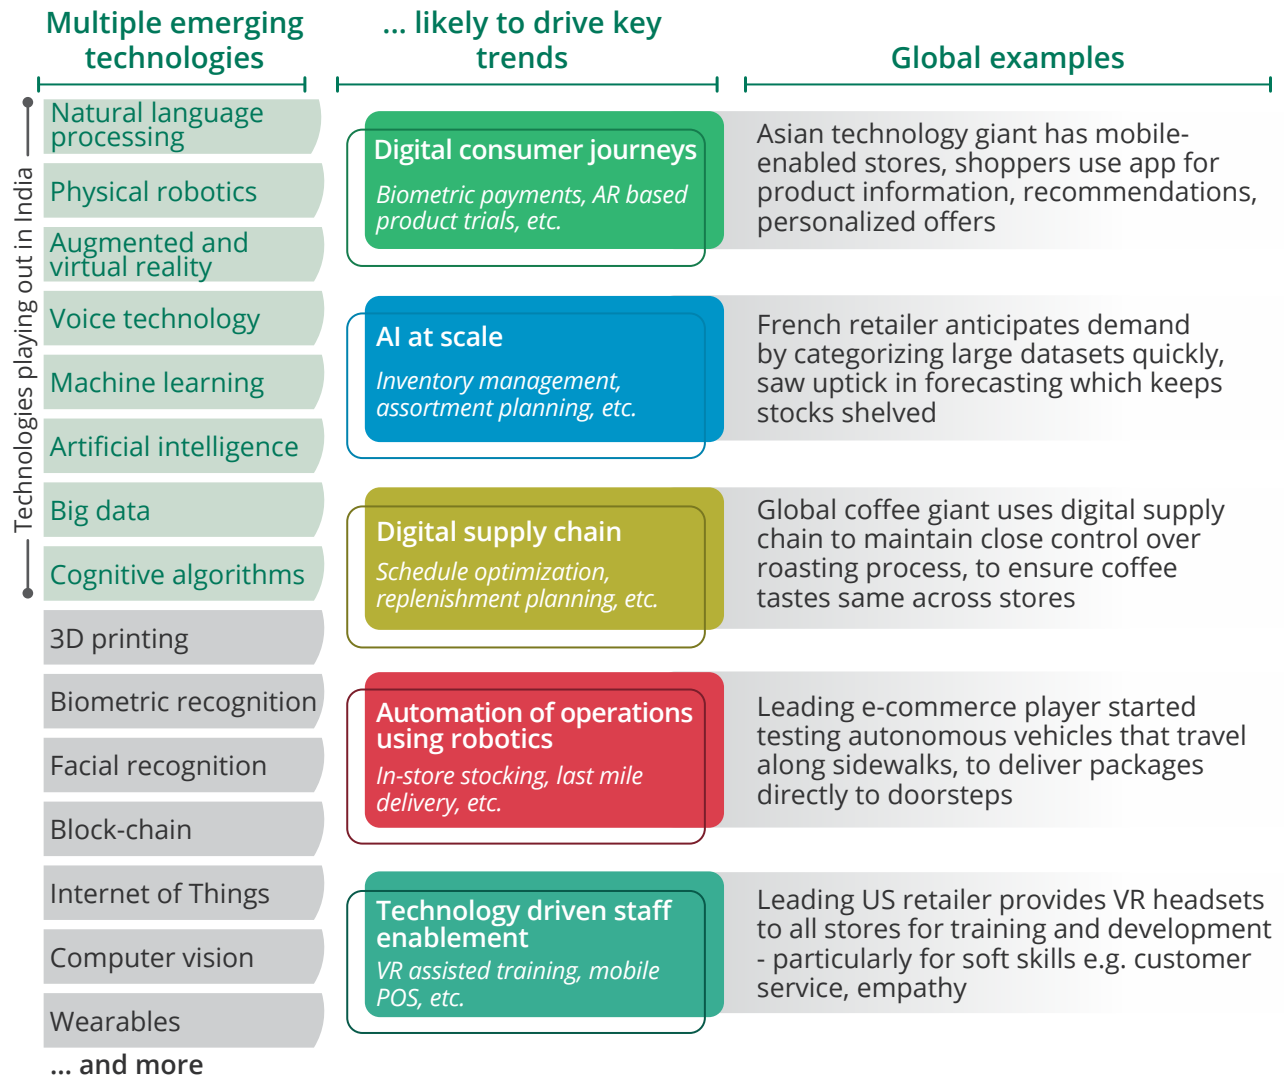 Multiple emerging
technologies
... likely to drive key
trends
Global examples
Technologies playing out in India
Natural language
processing
Physical robotics
Augmented and
virtual reality
Voice technology
Machine learning
Artificial intelligence
Big data
Cognitive algorithms
3D printing
Biometric recognition
Facial recognition
Block-chain
Internet of Things
Computer vision
Wearables
... and more
Digital consumer journeys
Biometric payments, AR based
product trials, etc.
Asian technology giant has mobile-
enabled stores, shoppers use app for
product information, recommendations,
personalized offers
AI at scale
Inventory management,
assortment planning, etc.
French retailer anticipates demand
by categorizing large datasets quickly,
saw uptick in forecasting which keeps
stocks shelved
Digital supply chain
Schedule optimization,
replenishment planning, etc.
Global coffee giant uses digital supply
chain to maintain close control over
roasting process, to ensure coffee
tastes same across stores
Automation of operations
using robotics
In-store stocking, last mile
delivery, etc.
Leading e-commerce player started
testing autonomous vehicles that travel
along sidewalks, to deliver packages
directly to doorsteps
Technology driven staff
enablement
VR assisted training, mobile
POS, etc.
Leading US retailer provides VR headsets
to all stores for training and development
- particularly for soft skills e.g. customer
service, empathy